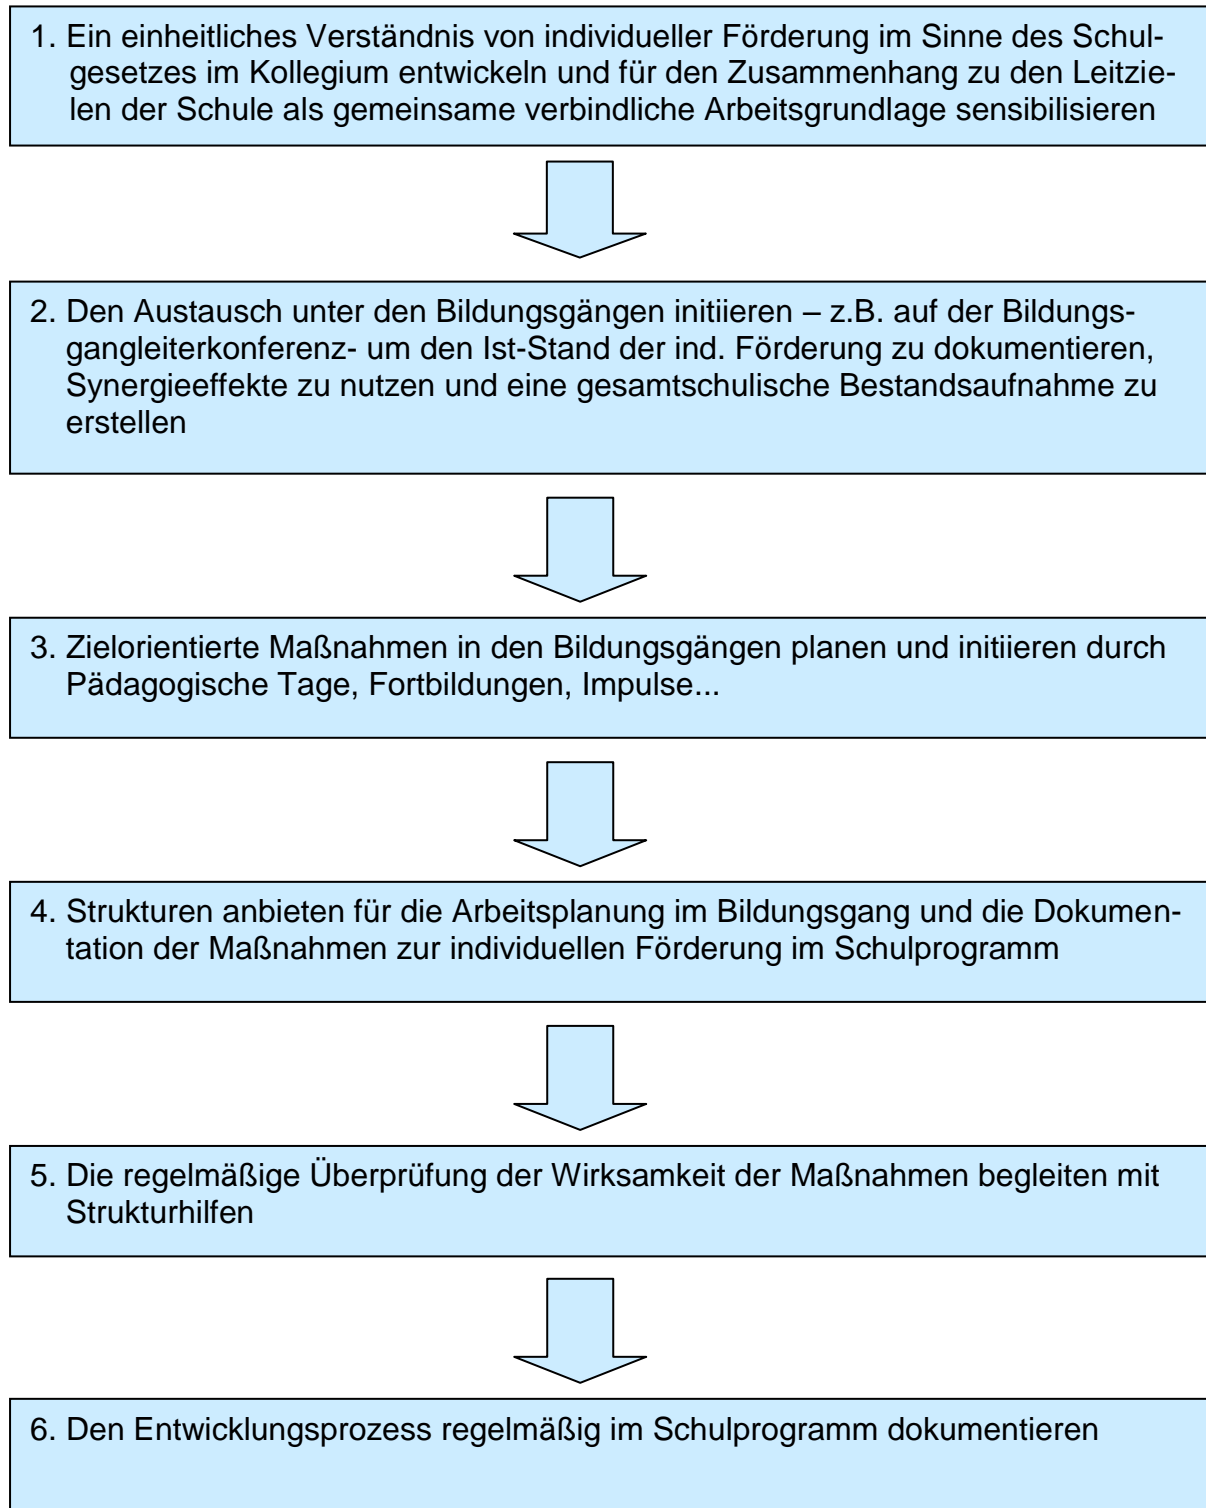 1. Ein einheitliches Verständnis von individueller Förderung im Sinne des Schul-
gesetzes im Kollegium entwickeln und für den Zusammenhang zu den Leitzie-
len der Schule als gemeinsame verbindliche Arbeitsgrundlage sensibilisieren
2. Den Austausch unter den Bildungsgängen initiieren – z.B. auf der Bildungs-
gangleiterkonferenz- um den Ist-Stand der ind. Förderung zu dokumentieren,
Synergieeffekte zu nutzen und eine gesamtschulische Bestandsaufnahme zu
erstellen
3. Zielorientierte Maßnahmen in den Bildungsgängen planen und initiieren durch
Pädagogische Tage, Fortbildungen, Impulse...
4. Strukturen anbieten für die Arbeitsplanung im Bildungsgang und die Dokumen-
tation der Maßnahmen zur individuellen Förderung im Schulprogramm
5. Die regelmäßige Überprüfung der Wirksamkeit der Maßnahmen begleiten mit
Strukturhilfen
6. Den Entwicklungsprozess regelmäßig im Schulprogramm dokumentieren